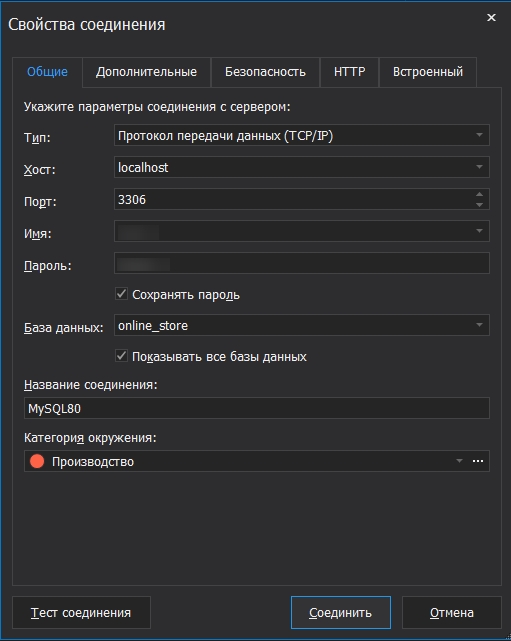 Свойства соединения
Общие Дополнительные Безопасность HTTP Встроенный
Укажите параметры соединения с сервером:
Тип: Протокол передачи данных (TCP/IP)
Хост: localhost
Порт: 3306
Имя:
Пароль:
Сохранять пароль
База данных: online_store
Показывать все базы данных
Название соединения:
MySQL80
Категория окружения:
Производство ...
Тест соединения Соединить Отмена